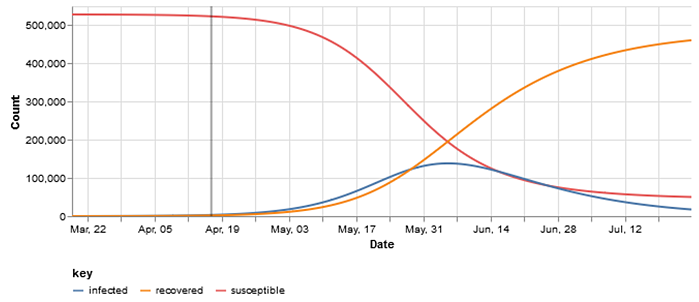 500,000
400,000
300,000
200,000
100,000
0
Count
Mar, 22 Apr, 05 Apr, 19 May, 03 May, 17 May, 31 Jun, 14 Jun, 28 Jul, 12
Date
key
infected recovered susceptible